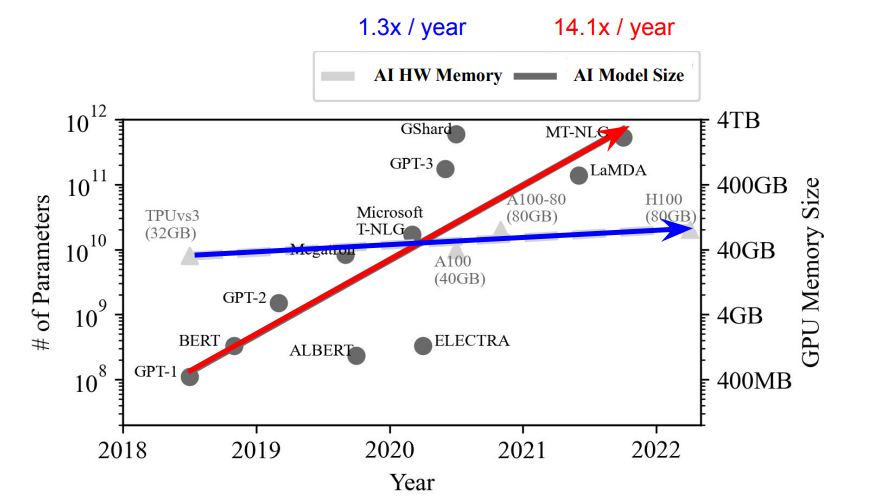 1.3x / year
14.1x / year
AI HW Memory
AI Model Size
# of Parameters
10^12
10^11
10^10
10^9
10^8
GShard
MT-NLG
GPT-3
LaMDA
TPUvs3
(32GB)
Microsoft
T-NLG
A100-80
(80GB)
H100
(80GB)
Megatron
A100
(40GB)
GPT-2
BERT
ALBERT
ELECTRA
GPT-1
4TB
400GB
40GB
4GB
400MB
GPU Memory Size
2018
2019
2020
2021
2022
Year